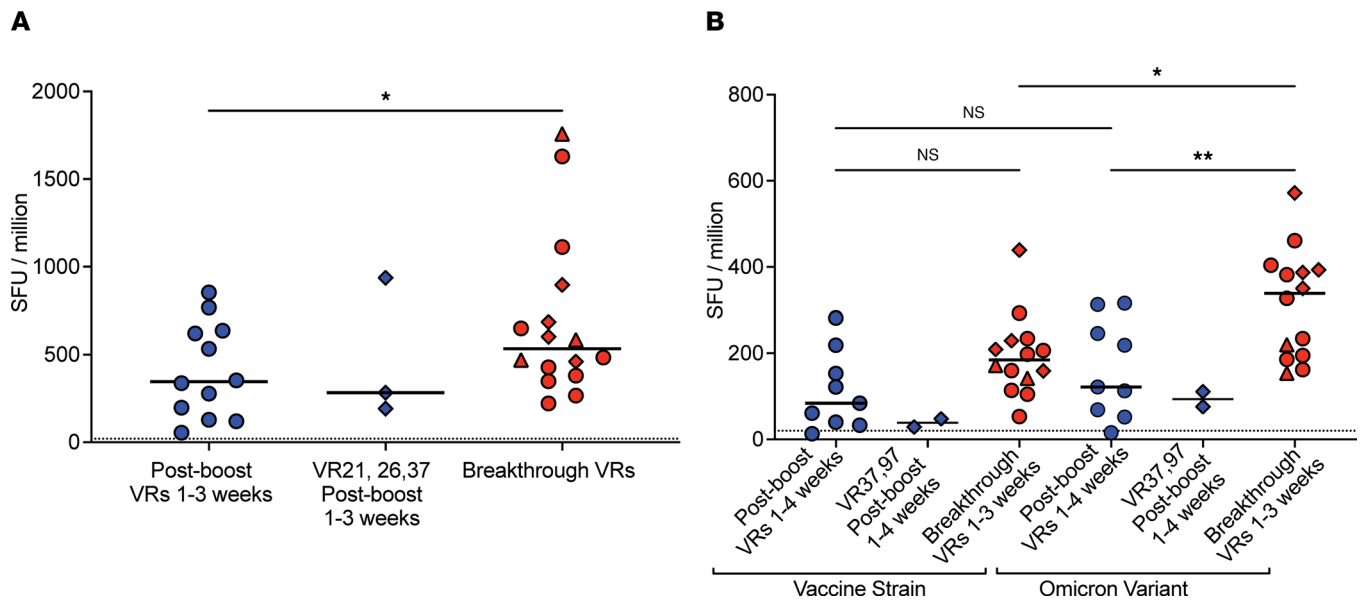 A
SFU / million
2000
1500
1000
500
0
*
Post-boost
VRs 1-3 weeks
VR21, 26,37
Post-boost
1-3 weeks
Breakthrough VRs
B
SFU / million
800
600
400
200
0
*
NS
NS
**
Post-boost
VRs 1-4 weeks
VR37,97
Post-boost
1-4 weeks
Breakthrough
VRs 1-3 weeks
Post-boost
VRs 1-4 weeks
VR37,97
Post-boost
1-4 weeks
Breakthrough
VRs 1-3 weeks
Vaccine Strain
Omicron Variant